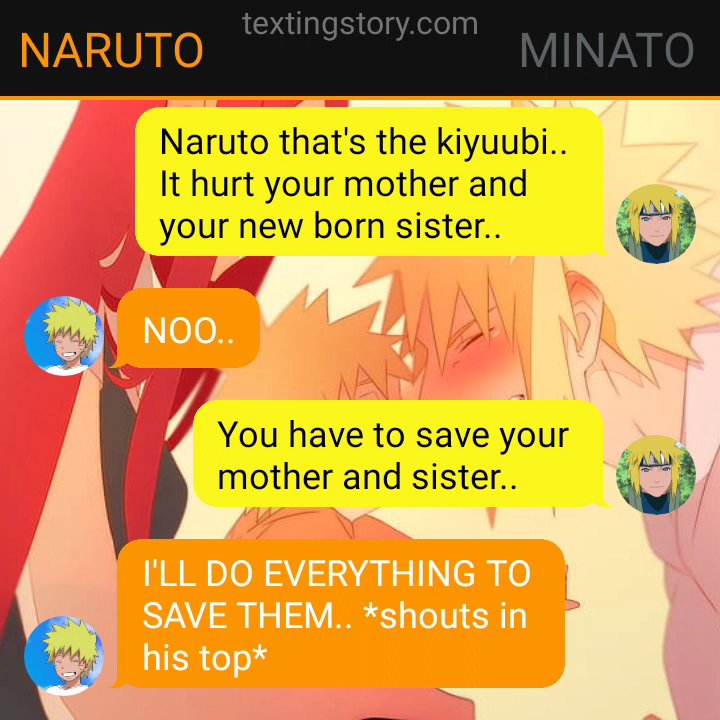 textingstory.com
NARUTO
MINATO
Naruto that's the kiyuubi..
It hurt your mother and
your new born sister..
NOO..
You have to save your
mother and sister..
I'LL DO EVERYTHING TO
SAVE THEM.. *shouts in
his top*